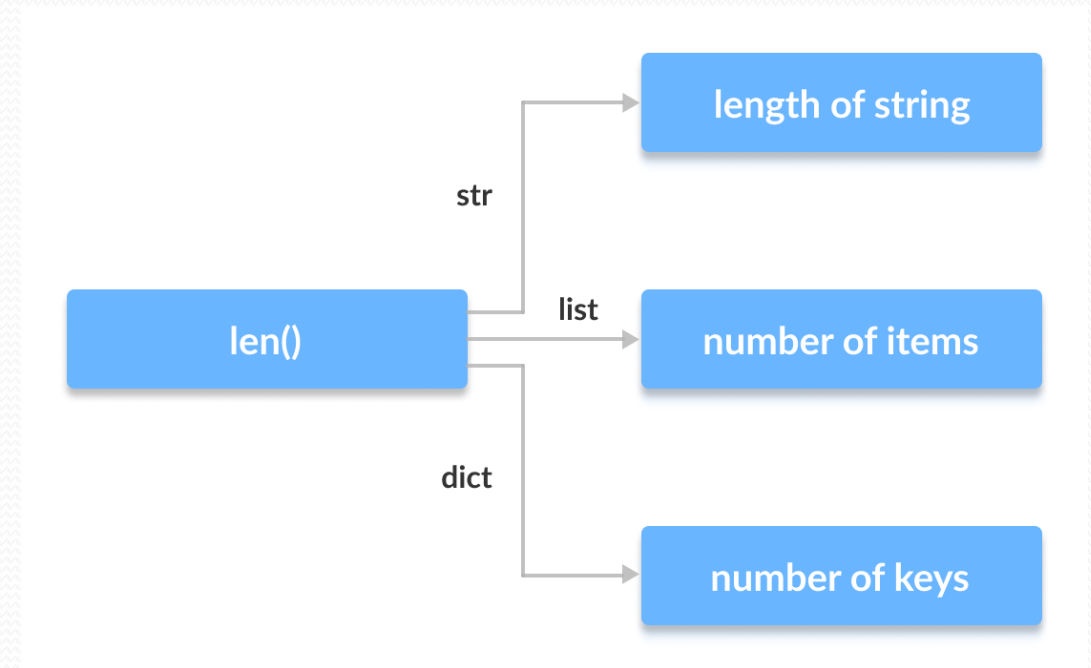 length of string
str
list
len()
number of items
dict
number of keys